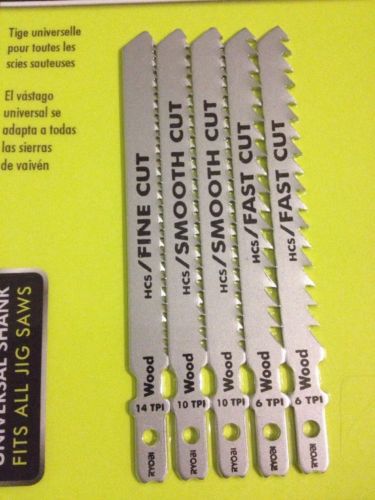 Tige universelle
pour toutes les
scies sauteuses
El vástago
universal se
adapta a todas
las sierras
de vaivén
UNIVERSAL SHANK
FITS ALL JIG SAWS
HCS/FINE CUT
Wood
14 TPI
RYOBI
HCS/SMOOTH CUT
Wood
10 TPI
RYOBI
HCS/SMOOTH CUT
Wood
10 TPI
RYOBI
HCS/FAST CUT
Wood
6 TPI
RYOBI
HCS/FAST CUT
Wood
6 TPI
RYOBI